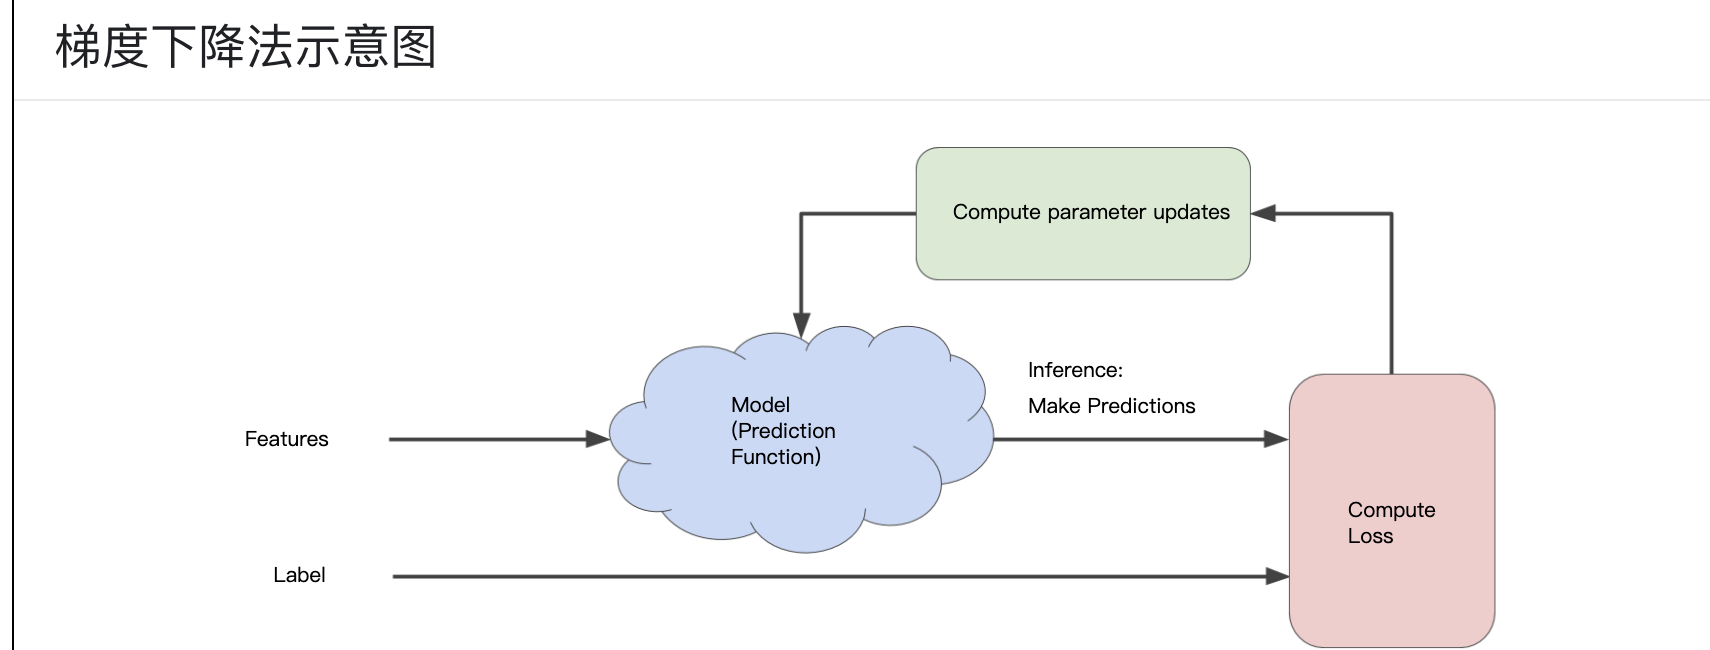 梯度下降法示意图
Compute parameter updates
Inference:
Make Predictions
Model
(Prediction
Function)
Features
Compute
Loss
Label